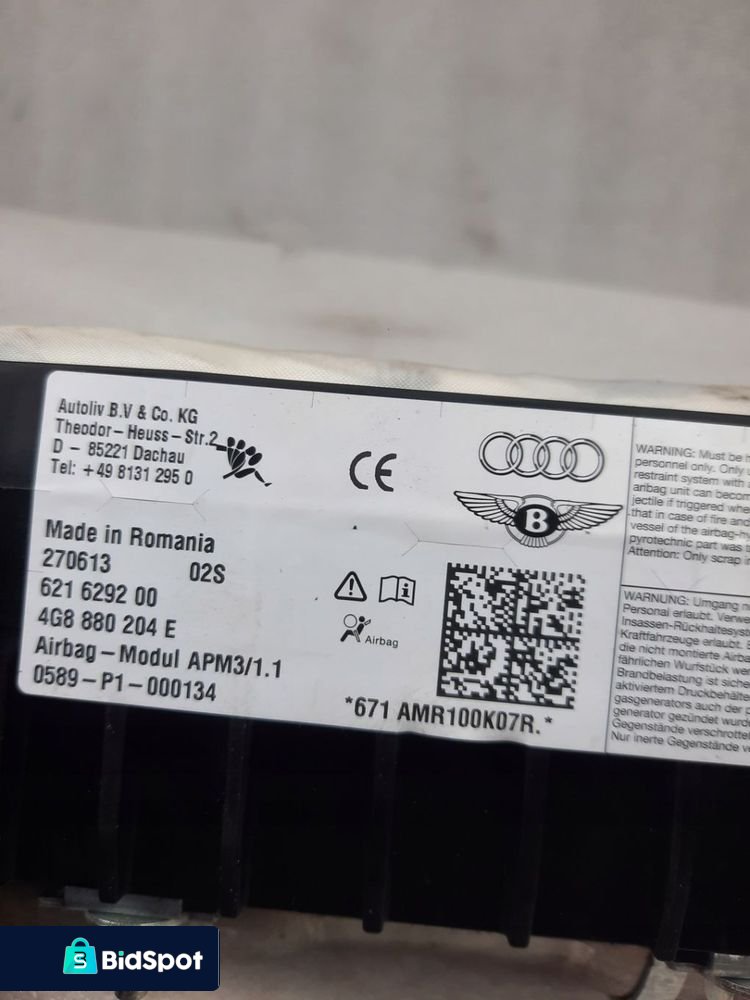 Autoliv B.V & Co. KG
Theodor-Heuss-Str.2
D - 85221 Dachau
Tel: +49 8131 295 0
CE
Made in Romania
270613 02S
621 6292 00
4G8 880 204 E
Airbag-Modul APM3/1.1
0589-P1-000134
B
i
Airbag
*671 AMR100K07R.*
WARNING: Must be
personnel only. Only
restraint system with
airbag unit can becom
jectile if triggered whe
that in case of fire and
vessel of the airbag-hy
pyrotechnic part was
Attention: Only scrap
WARNUNG: Umgang
Personal erlaubt. Verwe
Insassen-Rückhaltesys
Kraftfahrzeuge erlaubt.
die nicht montierte Airb
fährlichen Wurfstück we
Brandbelastung ist siche
aktiviertem Druckbehälte
gasgenerators auch der
generator gezündet wurd
Gegenstände verschrotte
Nur inerte Gegenstände
S BidSpot